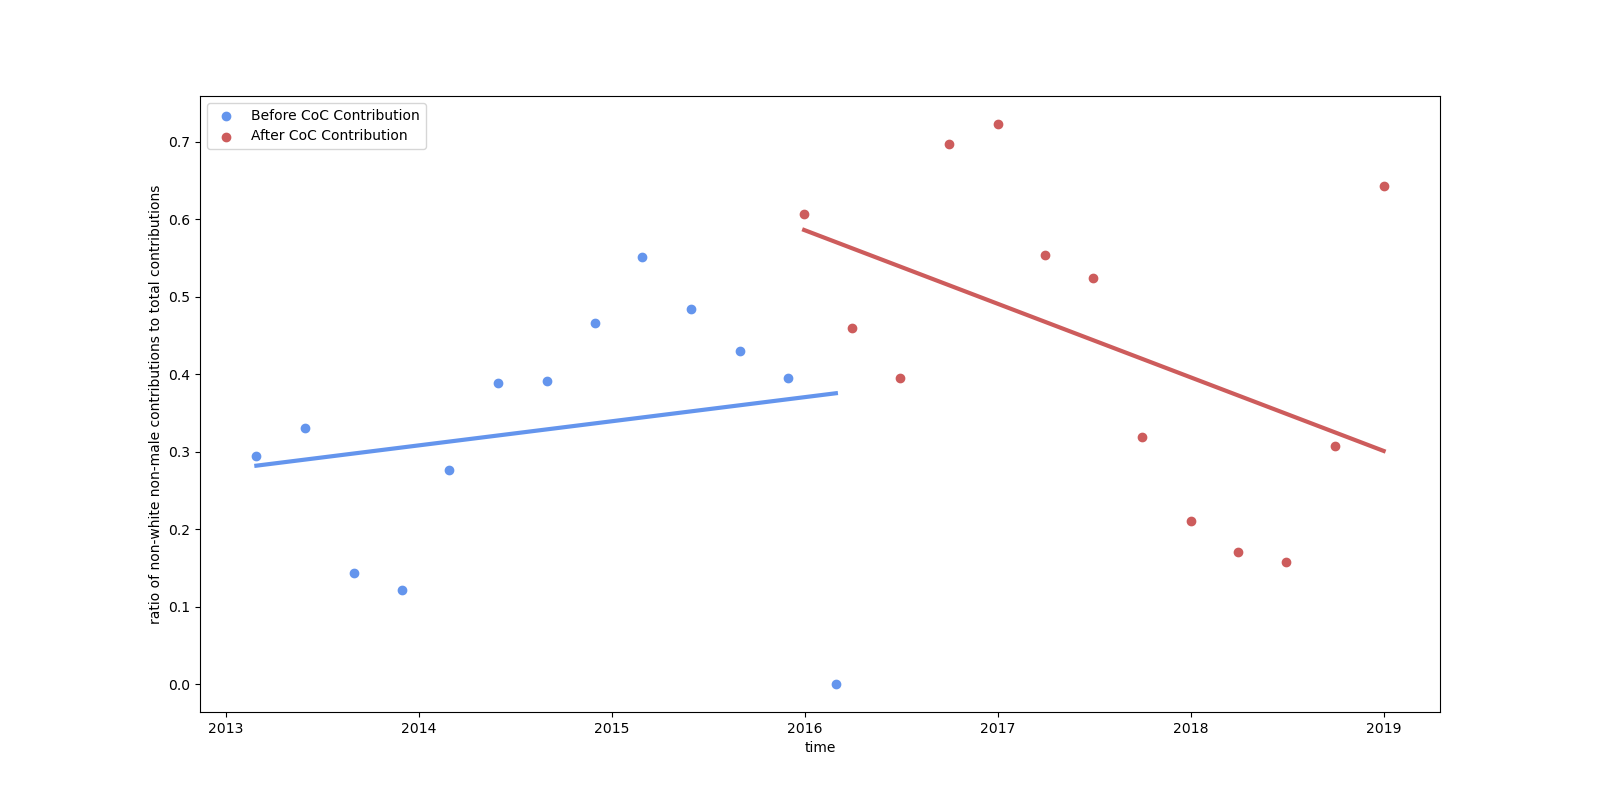 Before CoC Contribution
After CoC Contribution
ratio of non-white non-male contributions to total contributions
0.7
0.6
0.5
0.4
0.3
0.2
0.1
0.0
2013 2014 2015 2016 2017 2018 2019
time